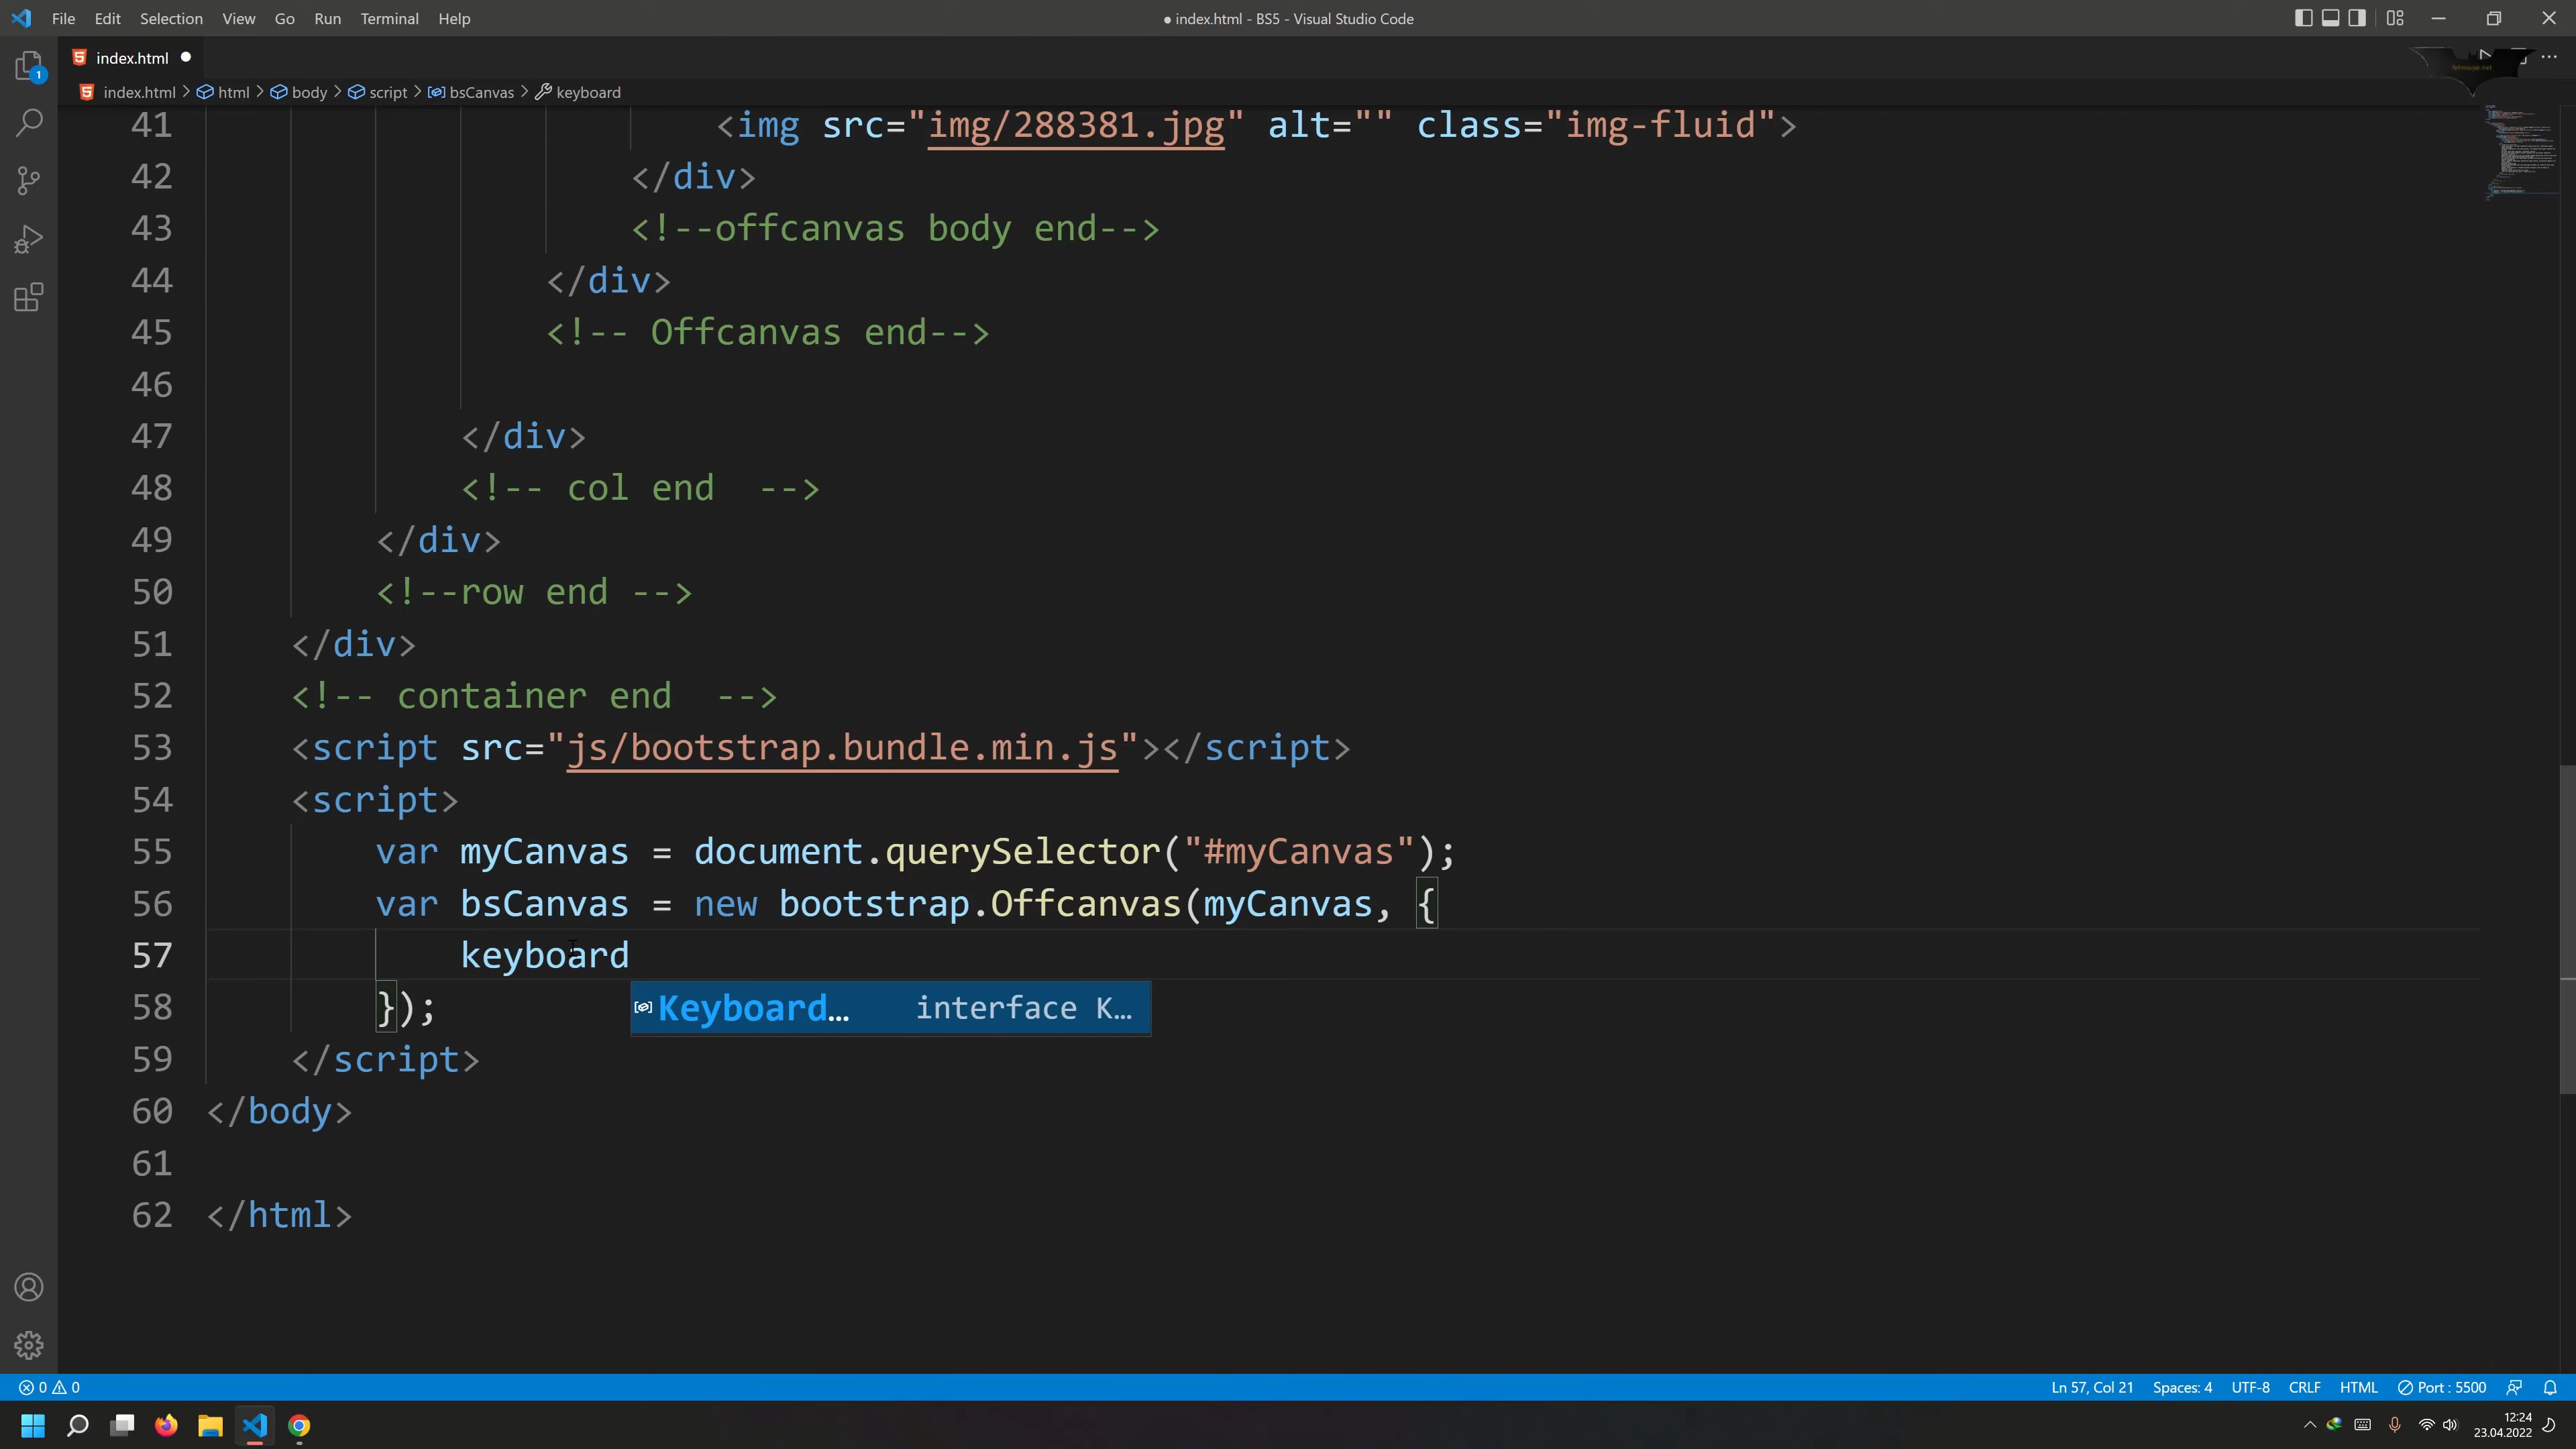 File Edit Selection View Go Run Terminal Help
● index.html - BS5 - Visual Studio Code
index.html
index.html > html > body > script > bsCanvas > keyboard
41 <img src="img/288381.jpg" alt="" class="img-fluid">
42 </div>
43 <!--offcanvas body end-->
44 </div>
45 <!-- Offcanvas end-->
46
47 </div>
48 <!-- col end  -->
49 </div>
50 <!--row end -->
51 </div>
52 <!-- container end  -->
53 <script src="js/bootstrap.bundle.min.js"></script>
54 <script>
55 var myCanvas = document.querySelector("#myCanvas");
56 var bsCanvas = new bootstrap.Offcanvas(myCanvas, {
57 keyboard
58 });
Keyboard… interface K…
59 </script>
60 </body>
61
62 </html>
0 0 Ln 57, Col 21 Spaces: 4 UTF-8 CRLF HTML Port : 5500
12:24
23.04.2022